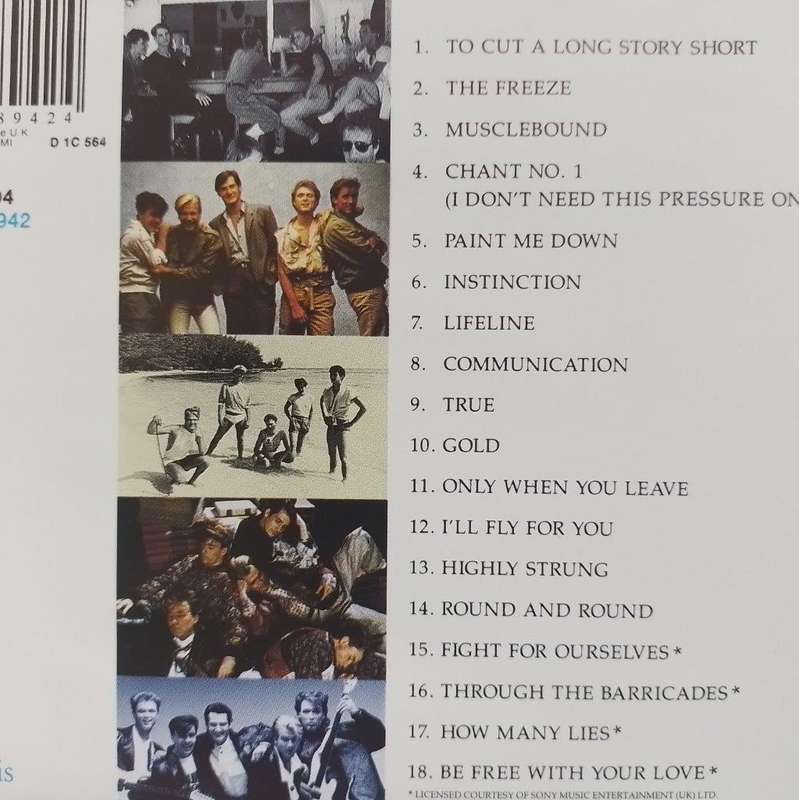 89424
e U.K
MI
D 1C 564
04
942
is
1. TO CUT A LONG STORY SHORT
2. THE FREEZE
3. MUSCLEBOUND
4. CHANT NO. 1
(I DON'T NEED THIS PRESSURE ON
5. PAINT ME DOWN
6. INSTINCTION
7. LIFELINE
8. COMMUNICATION
9. TRUE
10. GOLD
11. ONLY WHEN YOU LEAVE
12. I'LL FLY FOR YOU
13. HIGHLY STRUNG
14. ROUND AND ROUND
15. FIGHT FOR OURSELVES*
16. THROUGH THE BARRICADES*
17. HOW MANY LIES*
18. BE FREE WITH YOUR LOVE*
* LICENSED COURTESY OF SONY MUSIC ENTERTAINMENT (UK) LTD.